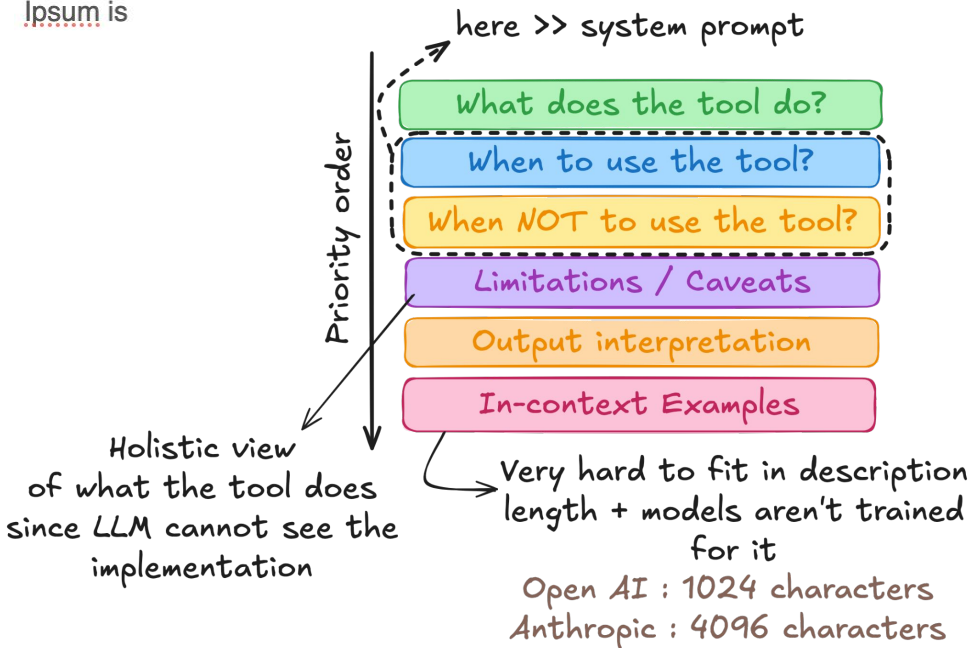 Ipsum is
here >> system prompt
What does the tool do?
When to use the tool?
When NOT to use the tool?
Limitations / Caveats
Output interpretation
In-context Examples
Priority order
Holistic view
of what the tool does
since LLM cannot see the
implementation
Very hard to fit in description
length + models aren't trained
for it
Open AI : 1024 characters
Anthropic : 4096 characters